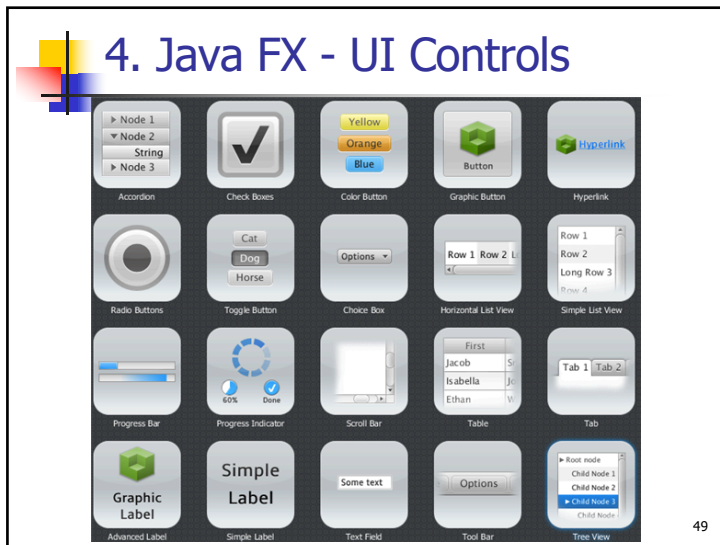 4. Java FX - UI Controls
Node 1
Node 2
String
Node 3
Accordion
Check Boxes
Yellow
Orange
Blue
Color Button
Button
Graphic Button
Hyperlink
Hyperlink
Radio Buttons
Cat
Dog
Horse
Toggle Button
Options
Choice Box
Row 1 Row 2
Horizontal List View
Row 1
Row 2
Long Row 3
Row 4
Simple List View
Progress Bar
60% Done
Progress Indicator
Scroll Bar
First
Jacob
Isabella
Ethan
Table
Tab 1 Tab 2
Tab
Graphic
Label
Advanced Label
Simple
Label
Simple Label
Some text
Text Field
Options
Tool Bar
Root node
Child Node 1
Child Node 2
Child Node 3
Child Node
Tree View
49